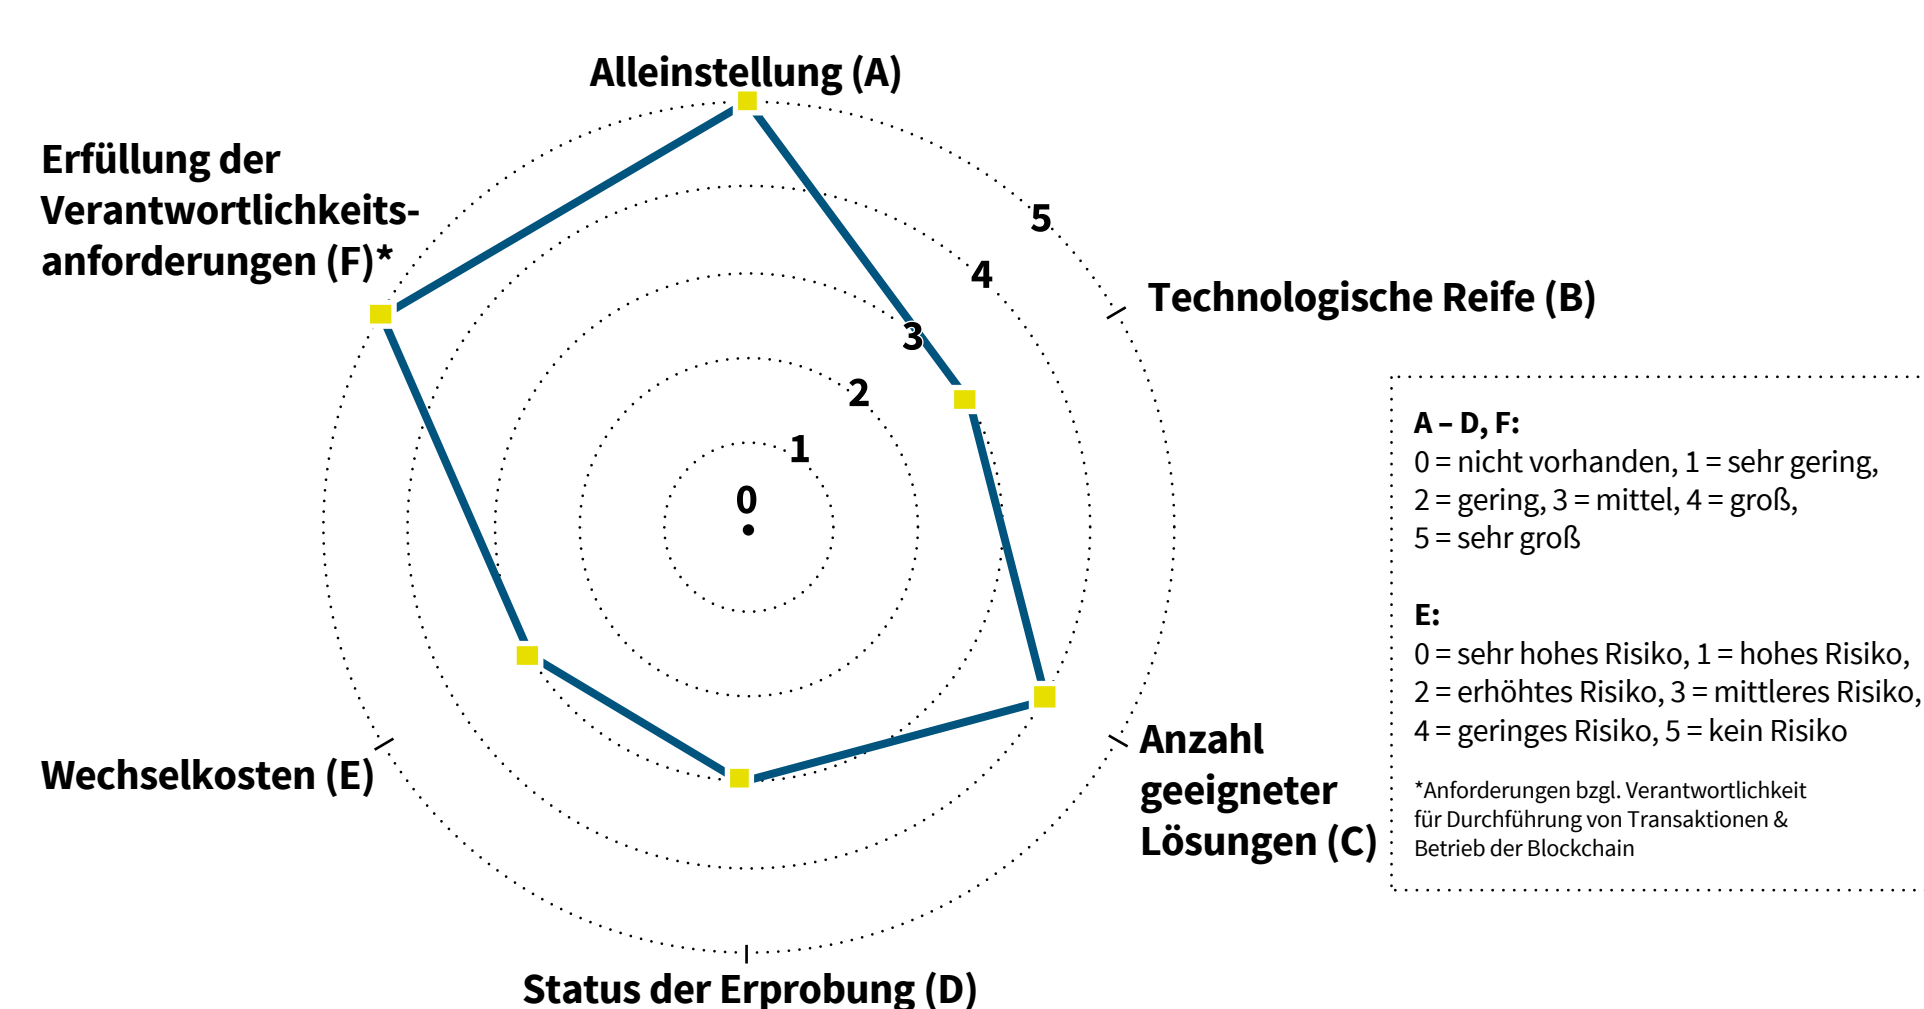 Alleinstellung (A)
Erfüllung der
Verantwortlichkeits-
anforderungen (F)*
5
4
3
2
1
0
Technologische Reife (B)
Anzahl
geeigneter
Lösungen (C)
Wechselkosten (E)
Status der Erprobung (D)
A – D, F:
0 = nicht vorhanden, 1 = sehr gering,
2 = gering, 3 = mittel, 4 = groß,
5 = sehr groß
E:
0 = sehr hohes Risiko, 1 = hohes Risiko,
2 = erhöhtes Risiko, 3 = mittleres Risiko,
4 = geringes Risiko, 5 = kein Risiko
*Anforderungen bzgl. Verantwortlichkeit
für Durchführung von Transaktionen &
Betrieb der Blockchain